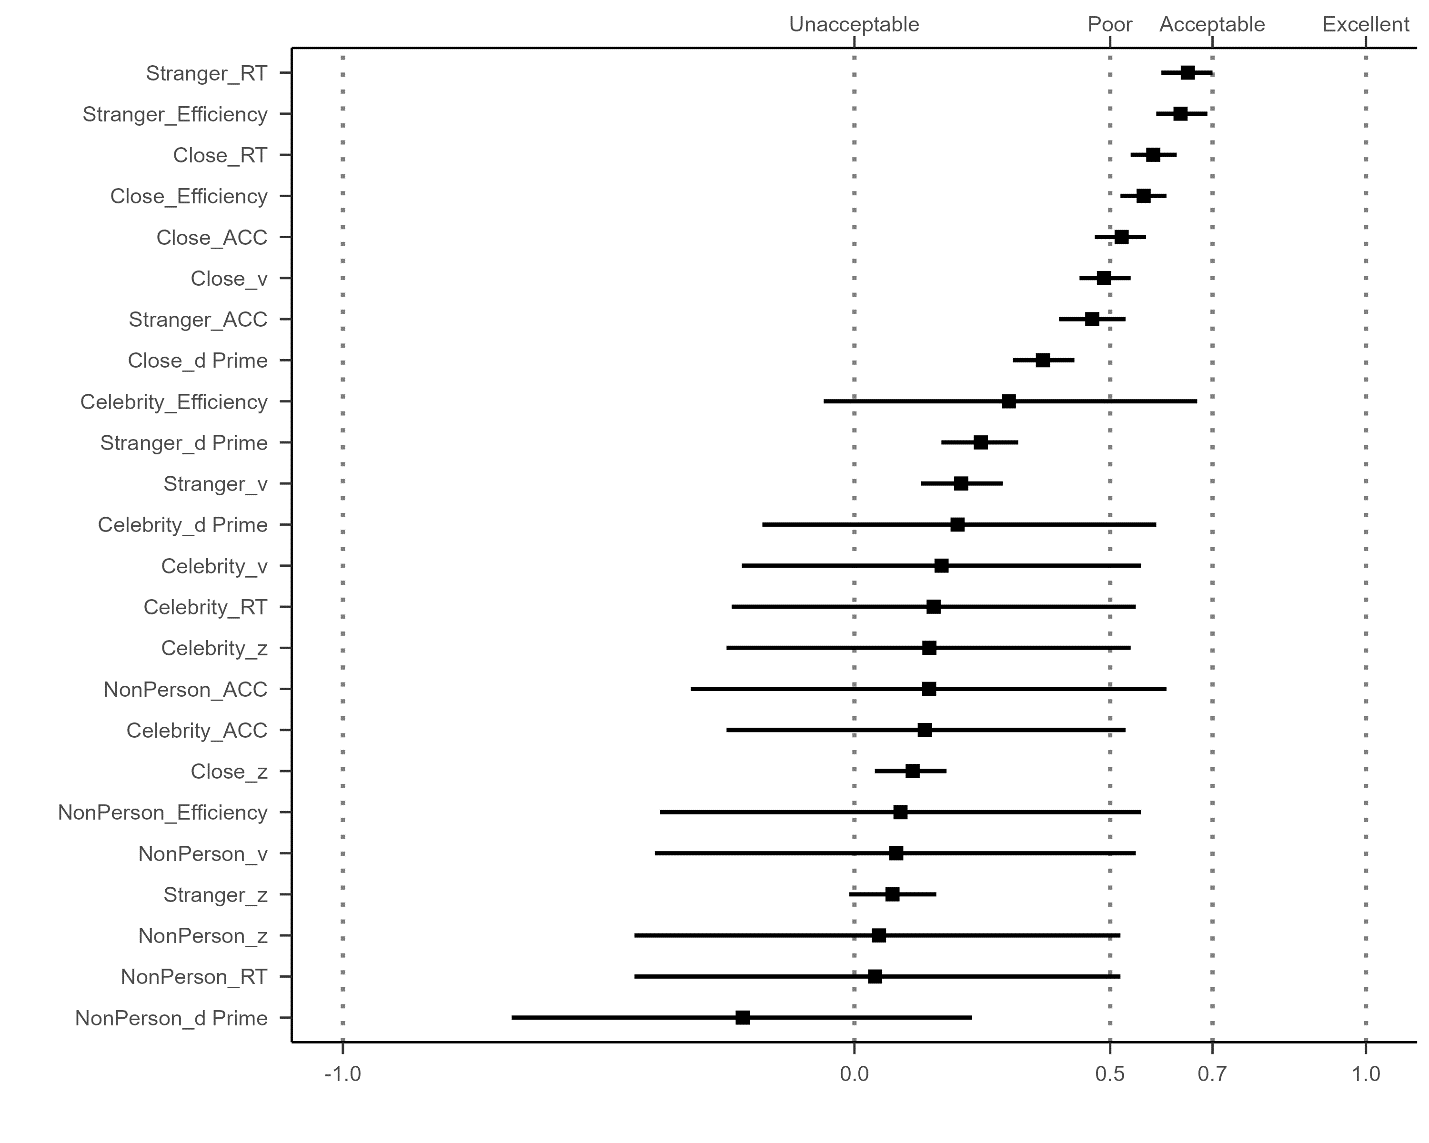 Unacceptable Poor Acceptable Excellent
Stranger_RT
Stranger_Efficiency
Close_RT
Close_Efficiency
Close_ACC
Close_v
Stranger_ACC
Close_d Prime
Celebrity_Efficiency
Stranger_d Prime
Stranger_v
Celebrity_d Prime
Celebrity_v
Celebrity_RT
Celebrity_z
NonPerson_ACC
Celebrity_ACC
Close_z
NonPerson_Efficiency
NonPerson_v
Stranger_z
NonPerson_z
NonPerson_RT
NonPerson_d Prime
-1.0 0.0 0.5 0.7 1.0